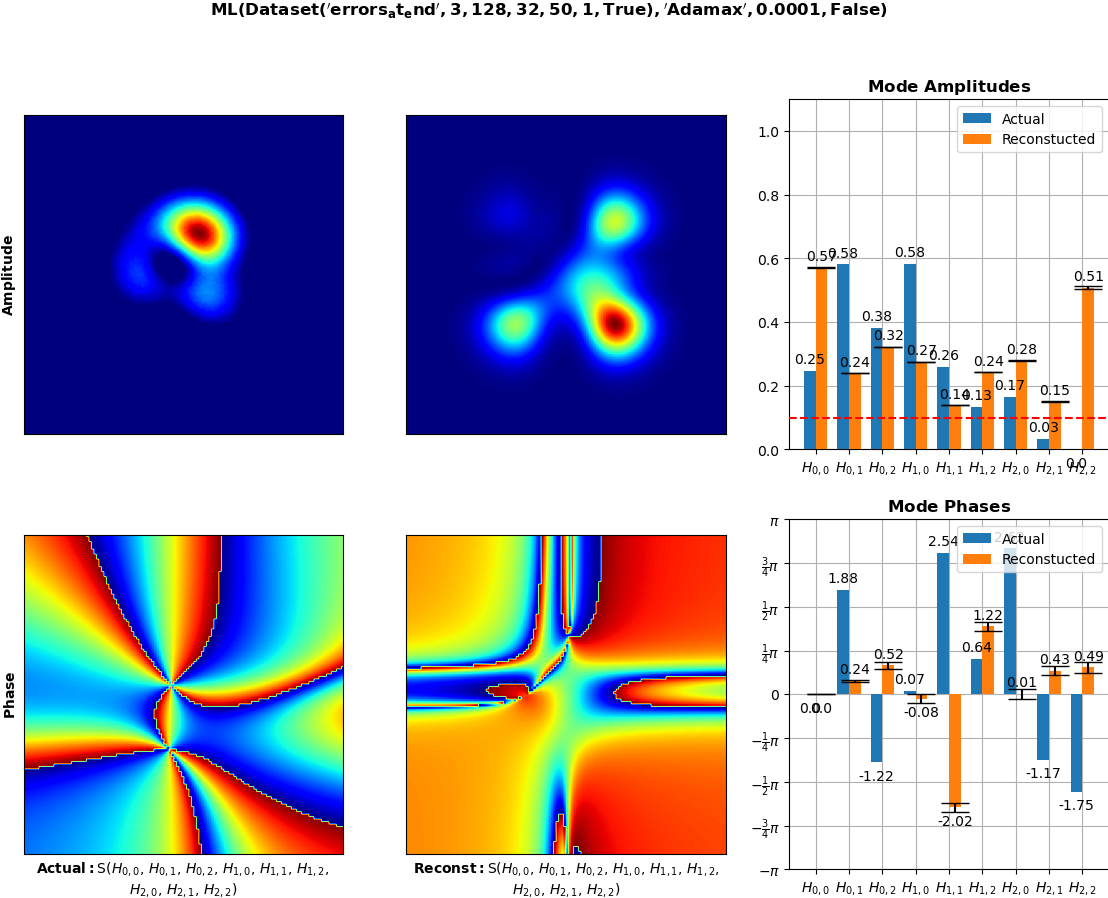 ML(Dataset('errors_at_end', 3, 128, 32, 50, 1, True),'Adamax', 0.0001, False)
Amplitude
Mode Amplitudes
Actual
Reconstucted
1.0
0.8
0.6
0.4
0.2
0.0
0.25
0.57
0.58
0.24
0.38
0.32
0.58
0.27
0.26
0.14
0.13
0.24
0.17
0.28
0.03
0.15
0.0
0.51
H0,0 H0,1 H0,2 H1,0 H1,1 H1,2 H2,0 H2,1 H2,2
Phase
Actual: S(H0,0, H0,1, H0,2, H1,0, H1,1, H1,2,
H2,0, H2,1, H2,2)
Reconst: S(H0,0, H0,1, H0,2, H1,0, H1,1, H1,2,
H2,0, H2,1, H2,2)
Mode Phases
Actual
Reconstucted
π
3/4π
1/2π
1/4π
0
−1/4π
−1/2π
−3/4π
−π
0.0
0.0
1.88
0.24
-1.22
0.52
0.07
-0.08
2.54
-2.02
0.64
1.22
0.01
-1.17
0.43
-1.75
0.49
H0,0 H0,1 H0,2 H1,0 H1,1 H1,2 H2,0 H2,1 H2,2